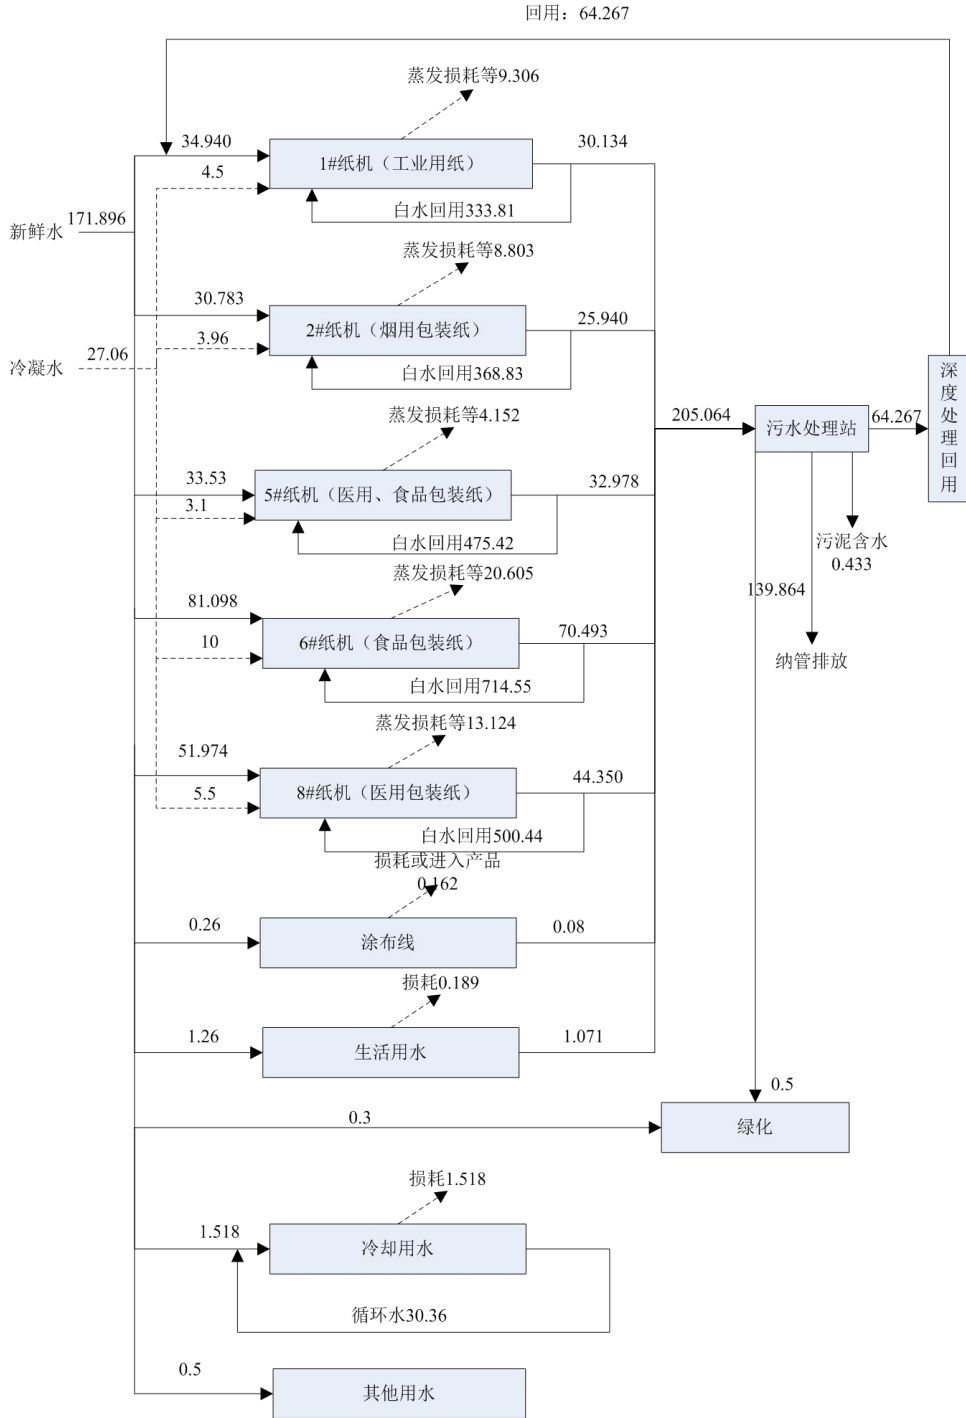 回用：64.267
蒸发损耗等9.306
34.940
30.134
1#纸机（工业用纸）
4.5
白水回用333.81
171.896
新鲜水
蒸发损耗等8.803
30.783
25.940
2#纸机（烟用包装纸）
3.96
27.06
冷凝水
白水回用368.83
深度处理回用
蒸发损耗等4.152
205.064
污水处理站
64.267
33.53
32.978
5#纸机（医用、食品包装纸）
3.1
白水回用475.42
污泥含水
0.433
蒸发损耗等20.605
139.864
81.098
70.493
6#纸机（食品包装纸）
10
纳管排放
白水回用714.55
蒸发损耗等13.124
51.974
44.350
8#纸机（医用包装纸）
5.5
白水回用500.44
损耗或进入产品
0.162
0.26
0.08
涂布线
损耗0.189
1.26
1.071
生活用水
0.5
0.3
绿化
损耗1.518
1.518
冷却用水
循环水30.36
0.5
其他用水